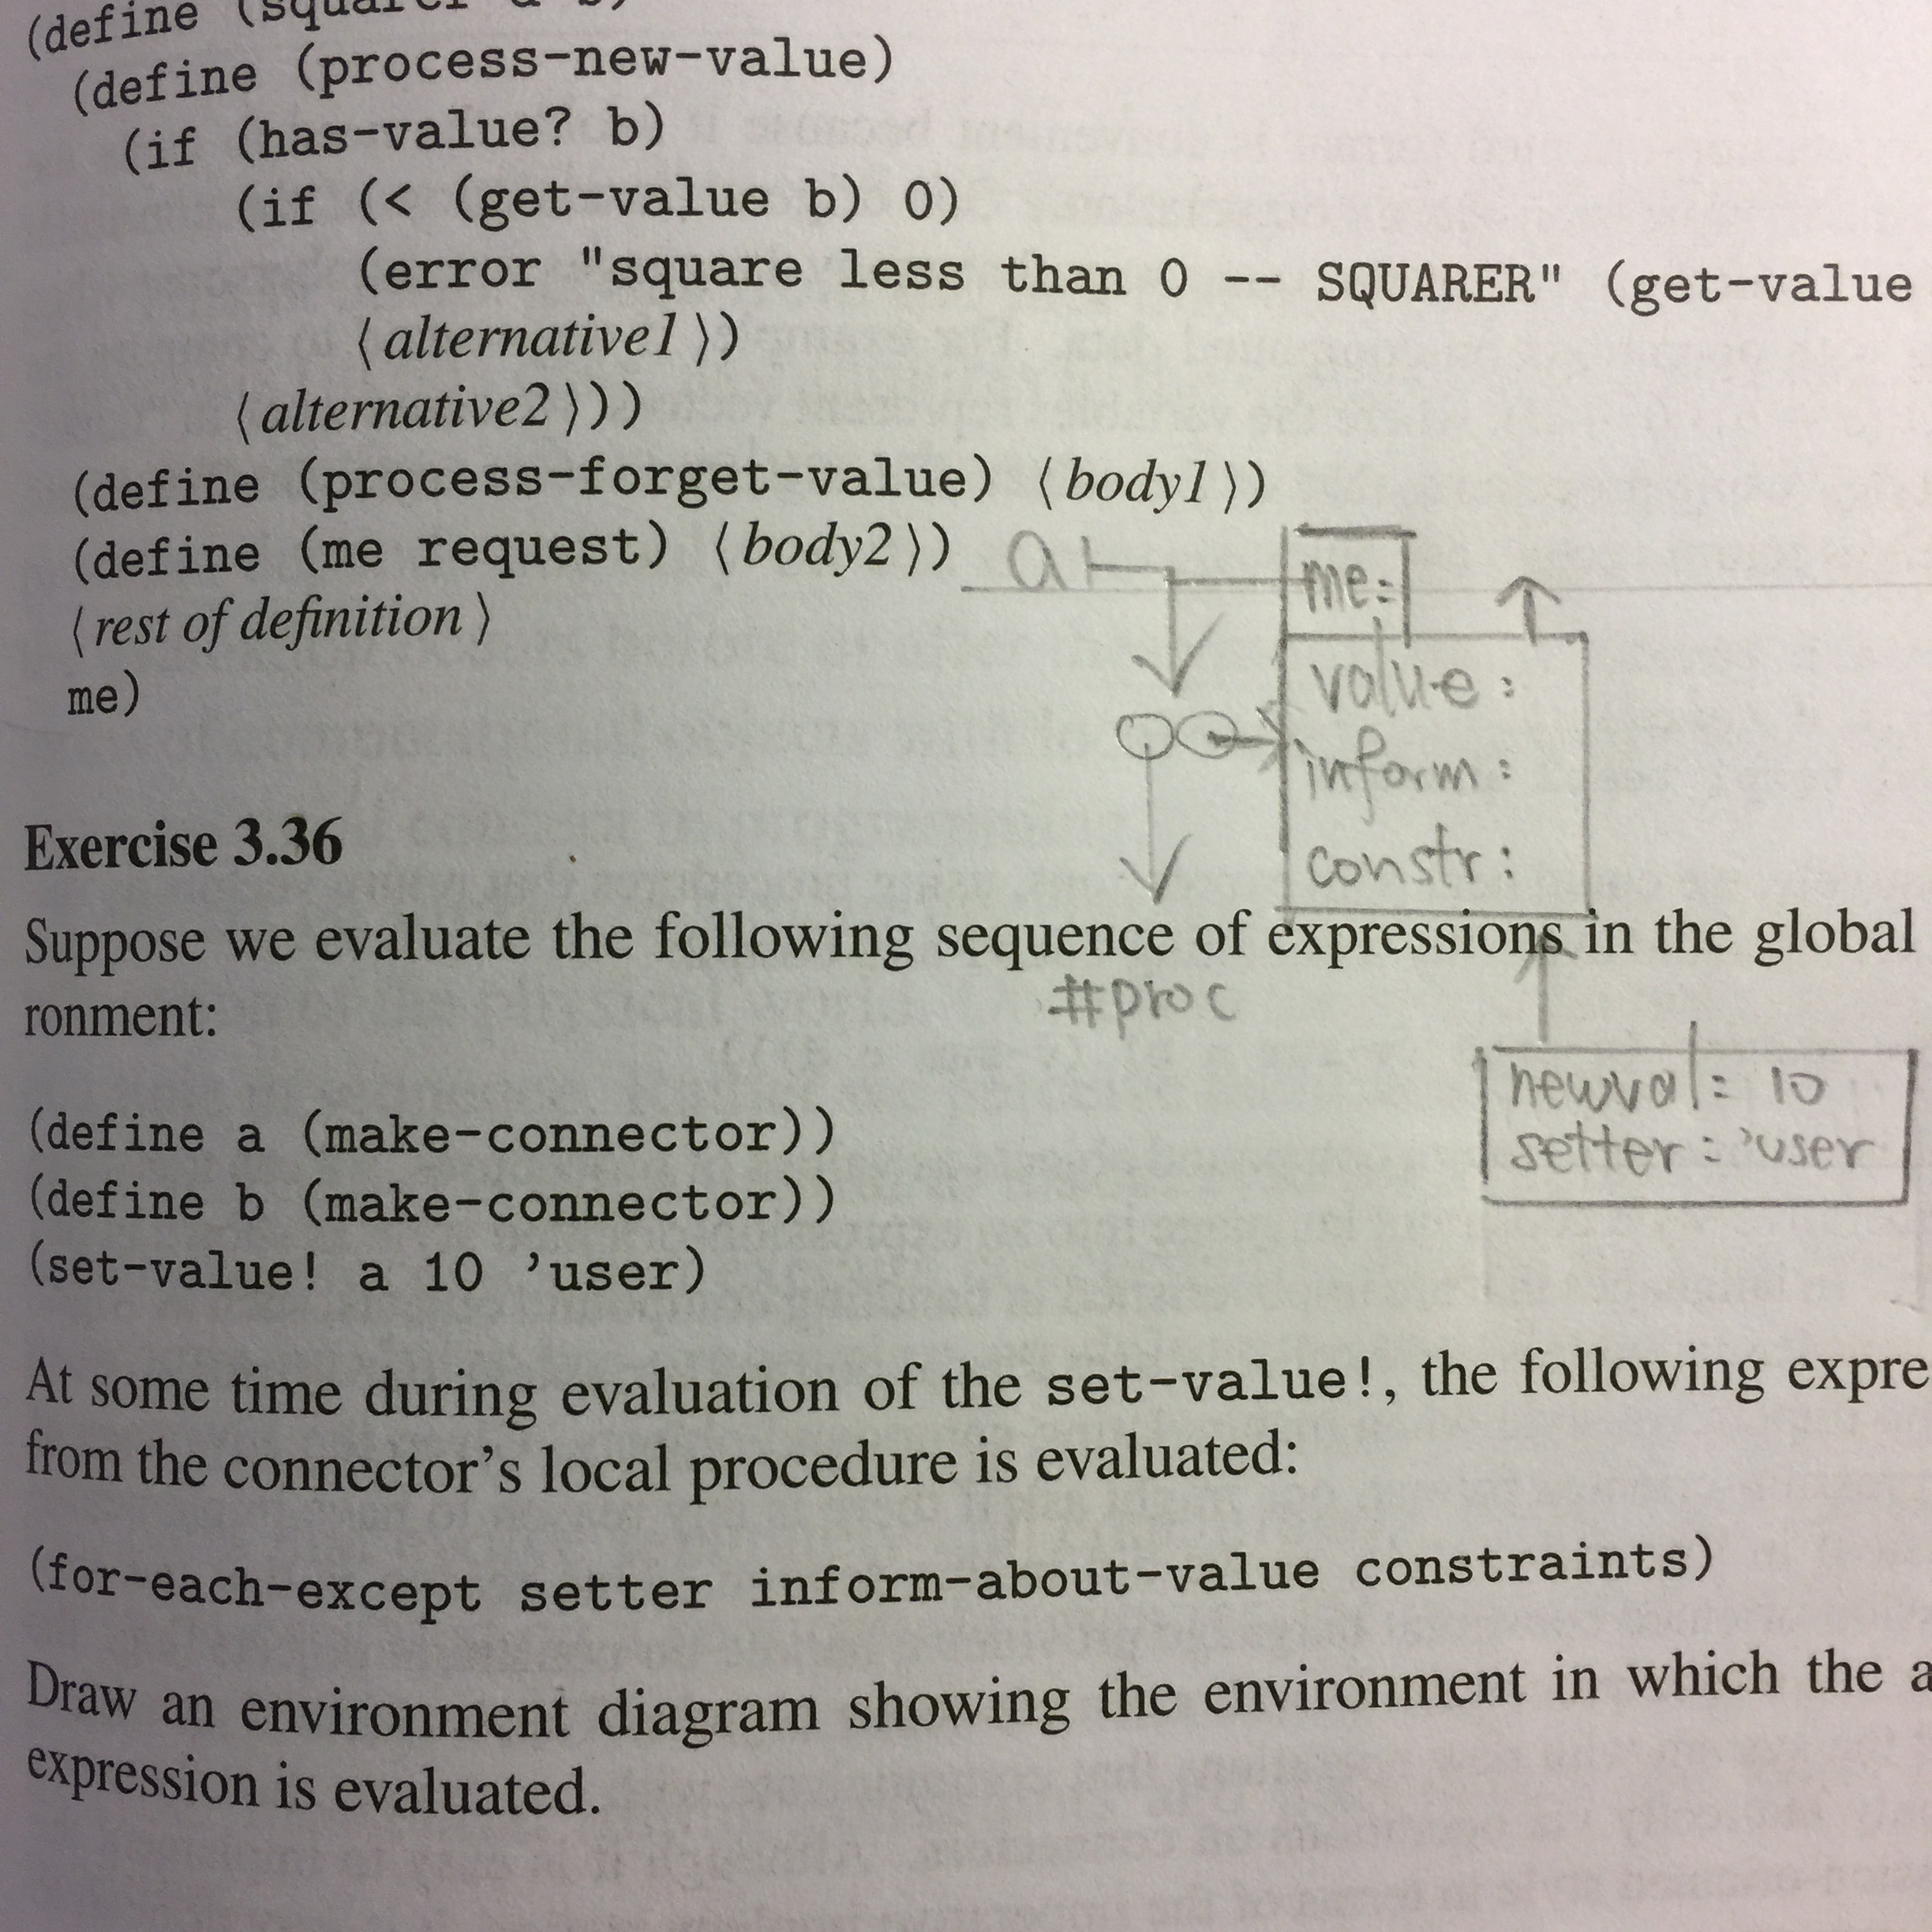 (define (squarer a b)
(define (process-new-value)
(if (has-value? b)
(if (< (get-value b) 0)
(error "square less than 0 -- SQUARER" (get-value
⟨alternative1⟩)
⟨alternative2⟩))
(define (process-forget-value) ⟨body1⟩)
(define (me request) ⟨body2⟩)
⟨rest of definition⟩
me)
a
me:
value:
inform:
constr:
#proc
newval: 10
setter: 'user
Exercise 3.36
Suppose we evaluate the following sequence of expressions in the global
ronment:
(define a (make-connector))
(define b (make-connector))
(set-value! a 10 'user)
At some time during evaluation of the set-value!, the following expre
from the connector's local procedure is evaluated:
(for-each-except setter inform-about-value constraints)
Draw an environment diagram showing the environment in which the a
expression is evaluated.